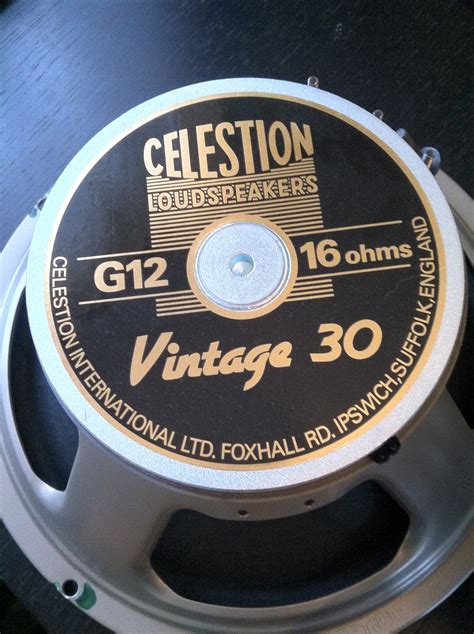 CELESTION
LOUDSPEAKERS
G12 16 ohms
Vintage 30
CELESTION INTERNATIONAL LTD. FOXHALL RD. IPSWICH, SUFFOLK, ENGLAND